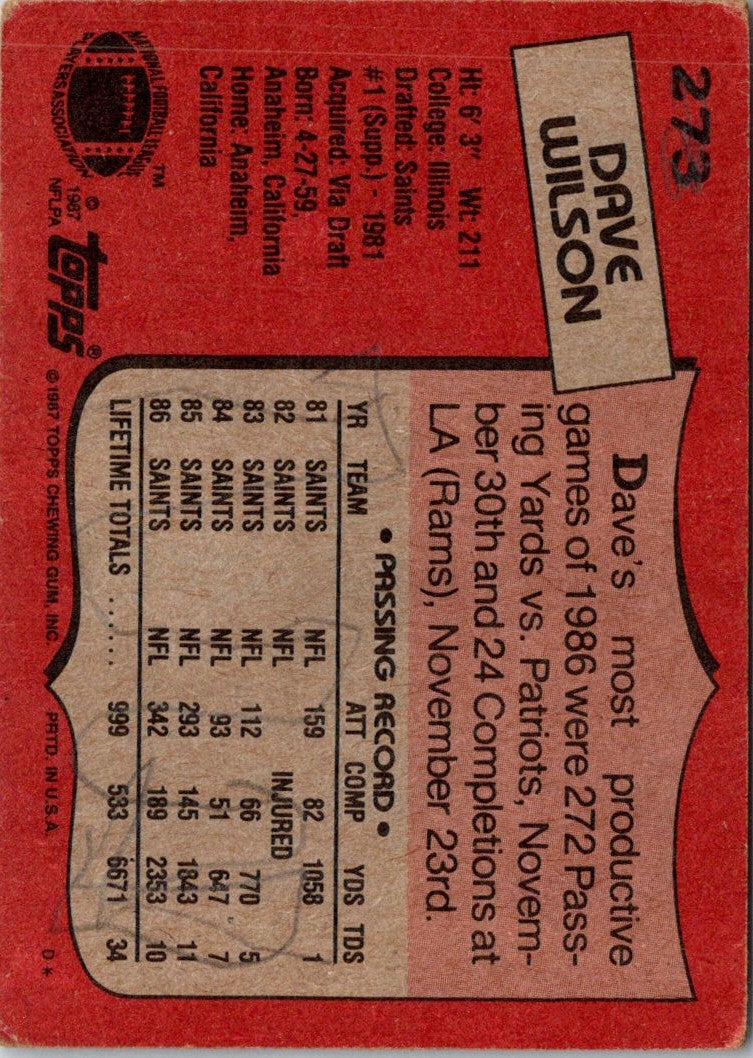 273
DAVE
WILSON
Ht: 6' 3" Wt: 211
College: Illinois
Drafted: Saints
#1 (Supp.) - 1981
Acquired: Via Draft
Born: 4-27-59,
Anaheim, California
Home: Anaheim,
California
NATIONAL FOOTBALL LEAGUE
PLAYERS ASSOCIATION
™
© 1987
NFLPA
topps®
Dave's most productive
games of 1986 were 272 Pass-
ing Yards vs. Patriots, Novem-
ber 30th and 24 Completions at
LA (Rams), November 23rd.
• PASSING RECORD •
YR TEAM ATT COMP YDS TDS
81 SAINTS NFL 159 82 1058 1
82 SAINTS NFL INJURED
83 SAINTS NFL 112 66 770 5
84 SAINTS NFL 93 51 647 7
85 SAINTS NFL 293 145 1843 11
86 SAINTS NFL 342 189 2353 10
LIFETIME TOTALS ...... 999 533 6671 34
© 1987 TOPPS CHEWING GUM, INC. PRTD. IN U.S.A. D*